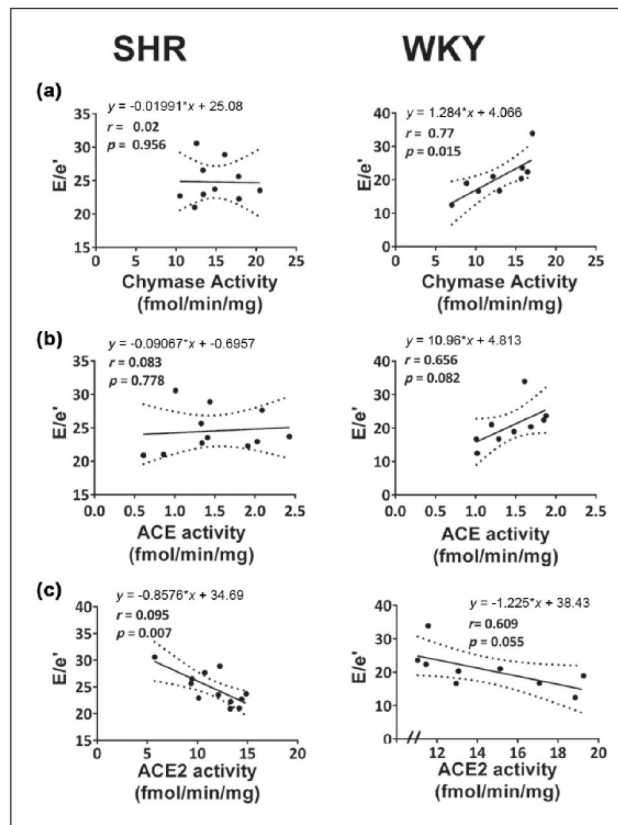 SHR WKY
(a)
y = -0.01991*x + 25.08
r = 0.02
p = 0.956
E/e'
35
30
25
20
15
0 5 10 15 20 25
Chymase Activity
(fmol/min/mg)
y = 1.284*x + 4.066
r = 0.77
p = 0.015
E/e'
40
30
20
10
0
0 5 10 15 20 25
Chymase Activity
(fmol/min/mg)
(b)
y = -0.09067*x + -0.6957
r = 0.083
p = 0.778
E/e'
35
30
25
20
15
0.0 0.5 1.0 1.5 2.0 2.5
ACE activity
(fmol/min/mg)
y = 10.96*x + 4.813
r = 0.656
p = 0.082
E/e'
40
30
20
10
0
0.0 0.5 1.0 1.5 2.0 2.5
ACE activity
(fmol/min/mg)
(c)
y = -0.8576*x + 34.69
r = 0.095
p = 0.007
E/e'
40
35
30
25
20
15
0 5 10 15 20
ACE2 activity
(fmol/min/mg)
y = -1.225*x + 38.43
r= 0.609
p = 0.055
E/e'
40
30
20
10
0
12 14 16 18 20
ACE2 activity
(fmol/min/mg)